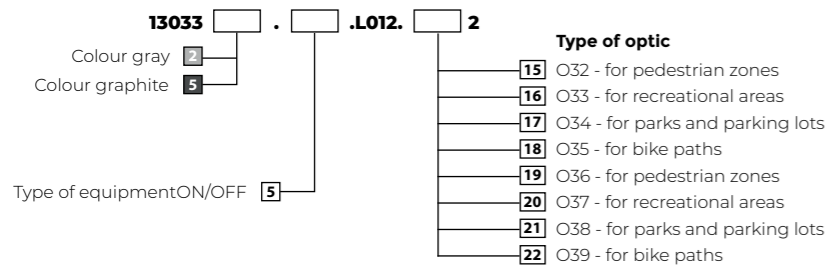 13033 . .L012. 2
Type of optic
Colour gray 2
Colour graphite 5
15 O32 - for pedestrian zones
16 O33 - for recreational areas
17 O34 - for parks and parking lots
18 O35 - for bike paths
Type of equipmentON/OFF 5
19 O36 - for pedestrian zones
20 O37 - for recreational areas
21 O38 - for parks and parking lots
22 O39 - for bike paths